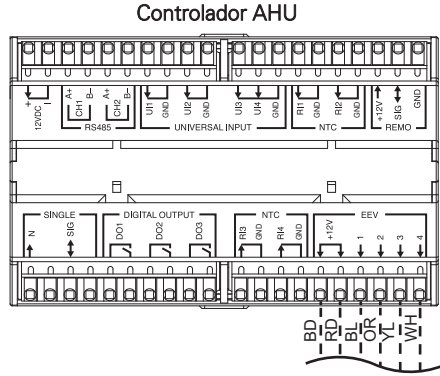 Controlador AHU
+ 12VDC - A+ CH1 B- A+ CH2 B- UI1 GND UI2 GND UI3 UI4 GND RI1 GND RI2 GND +12V SIG GND
RS485 UNIVERSAL INPUT NTC REMO
SINGLE DIGITAL OUTPUT NTC EEV
N SIG DO1 DO2 DO3 RI3 GND RI4 GND +12V 1 2 3 4
BD RD BL OR YL WH